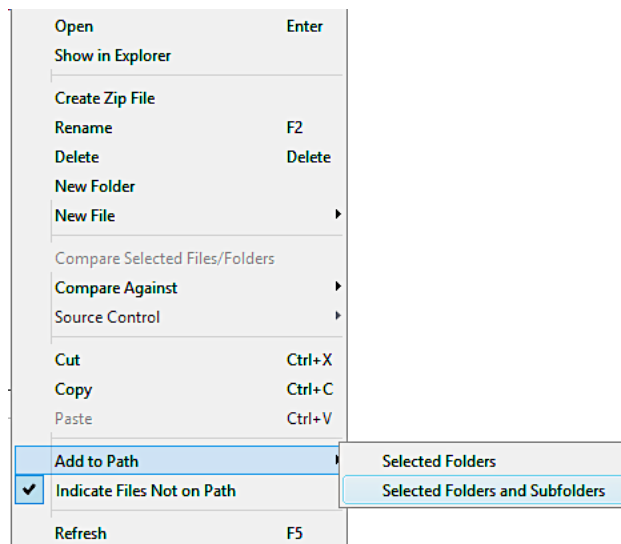 Open Enter
Show in Explorer
Create Zip File
Rename F2
Delete Delete
New Folder
New File
Compare Selected Files/Folders
Compare Against
Source Control
Cut Ctrl+X
Copy Ctrl+C
Paste Ctrl+V
Add to Path Selected Folders
Indicate Files Not on Path Selected Folders and Subfolders
Refresh F5